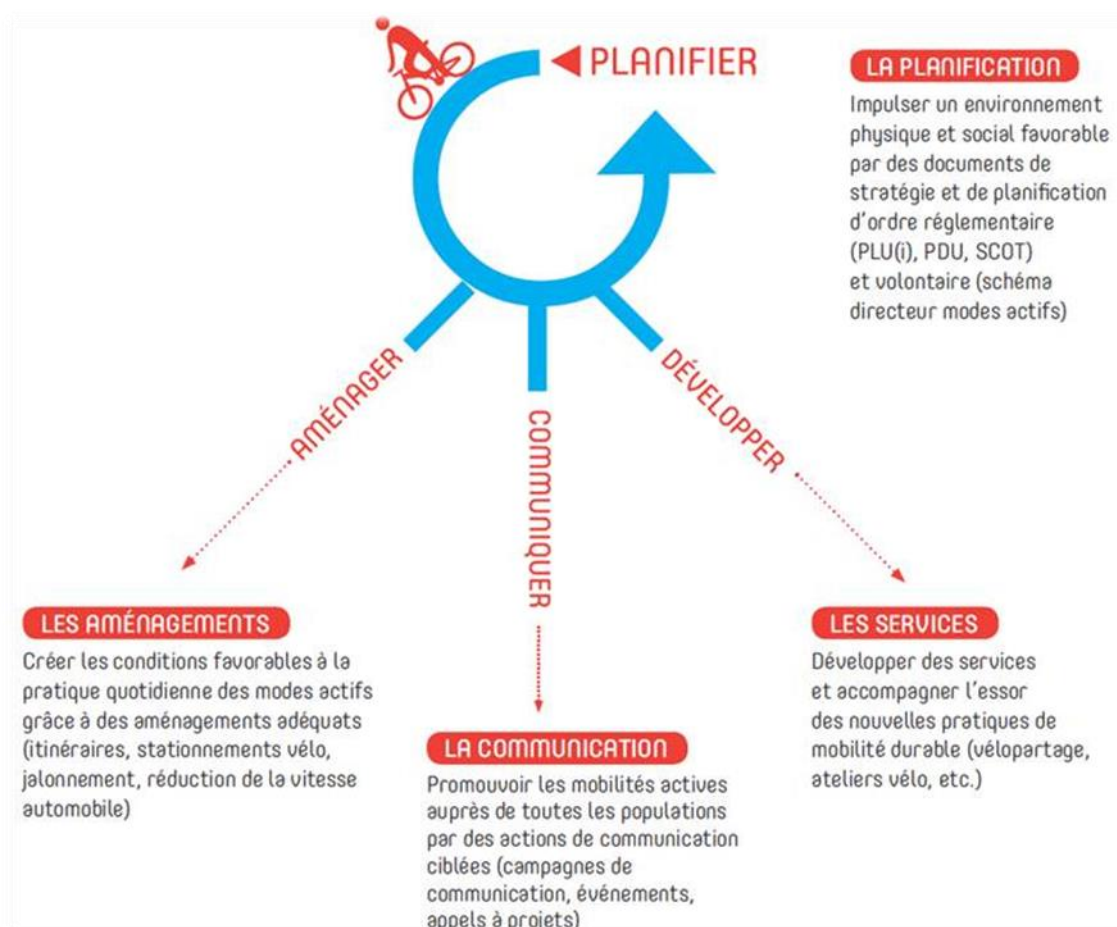 PLANIFIER
LA PLANIFICATION
Impulser un environnement
physique et social favorable
par des documents de
stratégie et de planification
d'ordre réglementaire
(PLU(i), PDU, SCOT)
et volontaire (schéma
directeur modes actifs)
AMÉNAGER
COMMUNIQUER
DÉVELOPPER
LES AMÉNAGEMENTS
Créer les conditions favorables à la
pratique quotidienne des modes actifs
grâce à des aménagements adéquats
(itinéraires, stationnements vélo,
jalonnement, réduction de la vitesse
automobile)
LA COMMUNICATION
Promouvoir les mobilités actives
auprès de toutes les populations
par des actions de communication
ciblées (campagnes de
communication, événements,
appels à projets)
LES SERVICES
Développer des services
et accompagner l'essor
des nouvelles pratiques de
mobilité durable (vélopartage,
ateliers vélo, etc.)